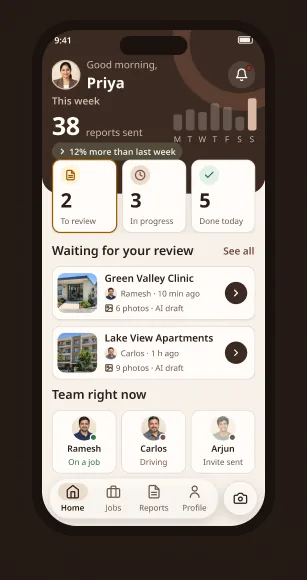 9:41
Good morning,
Priya
This week
38 reports sent
M T W T F S S
12% more than last week
2
To review
3
In progress
5
Done today
Waiting for your review
See all
Green Valley Clinic
Ramesh · 10 min ago
6 photos · AI draft
Lake View Apartments
Carlos · 1 h ago
9 photos · AI draft
Team right now
Ramesh
On a job
Carlos
Driving
Arjun
Invite sent
Home
Jobs
Reports
Profile